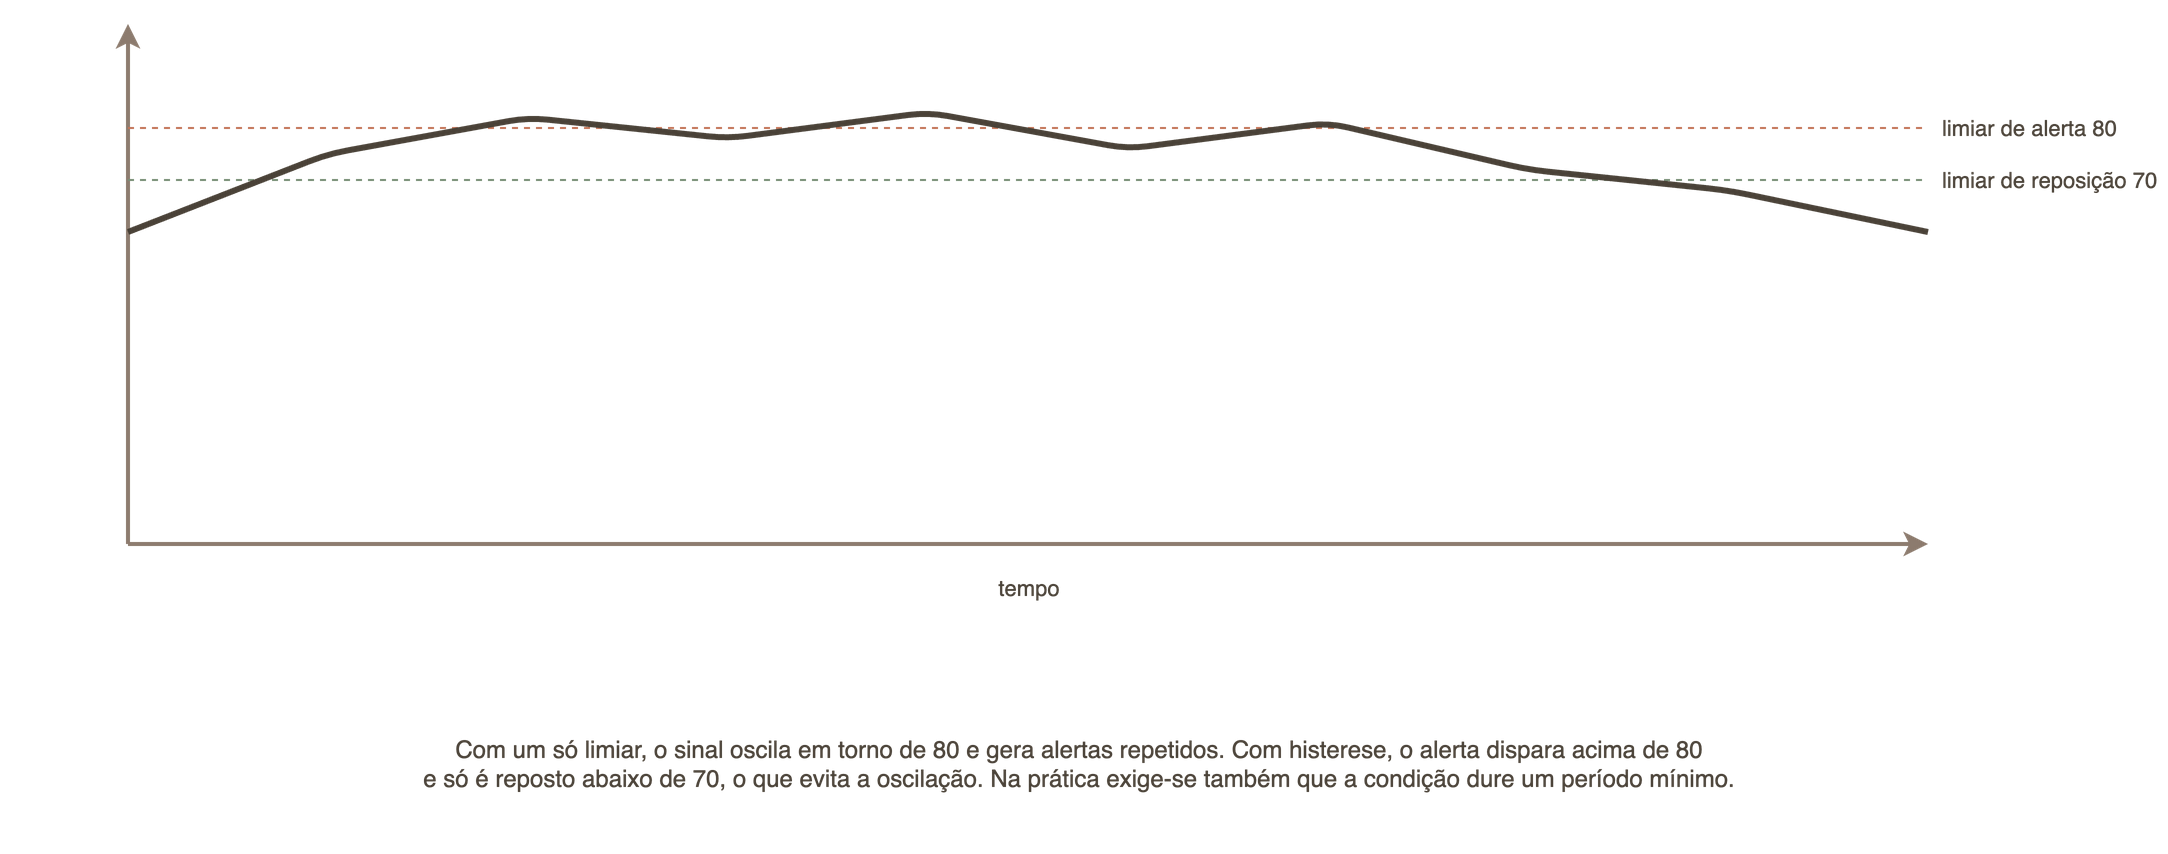 limiar de alerta 80
limiar de reposição 70
tempo
Com um só limiar, o sinal oscila em torno de 80 e gera alertas repetidos. Com histerese, o alerta dispara acima de 80
e só é reposto abaixo de 70, o que evita a oscilação. Na prática exige-se também que a condição dure um período mínimo.